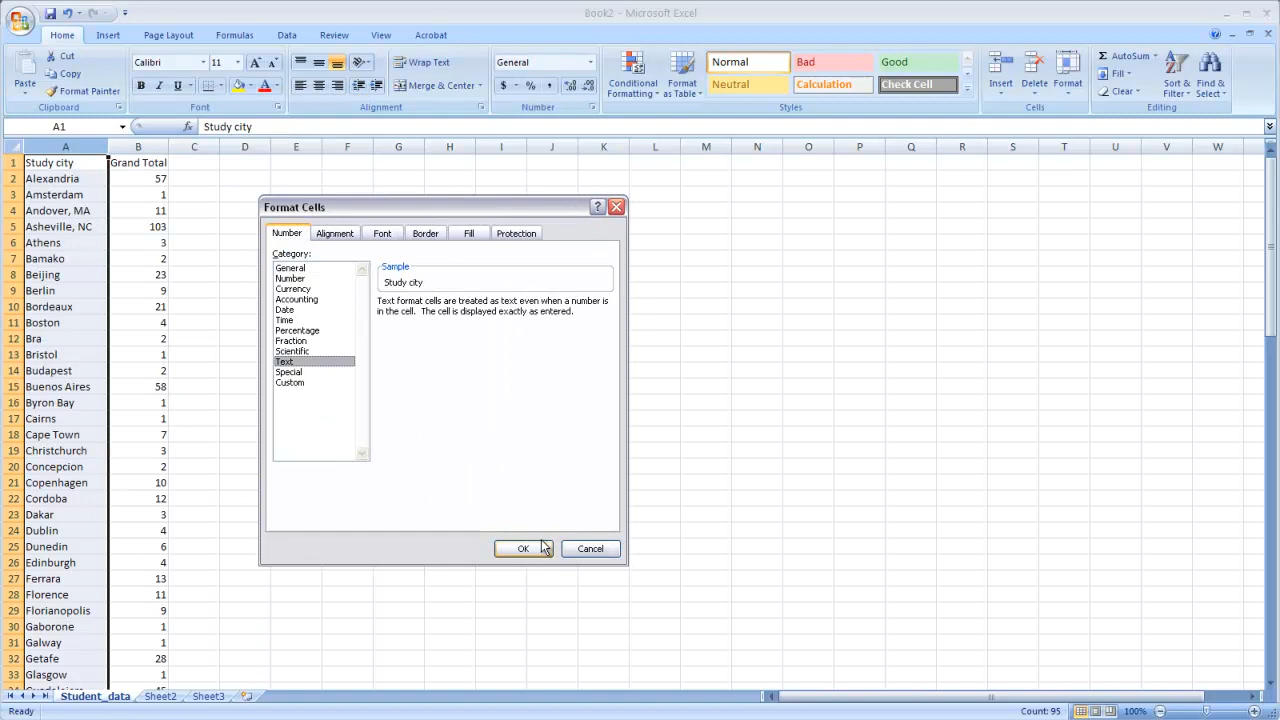 Book2 - Microsoft Excel
Home Insert Page Layout Formulas Data Review View Acrobat
Paste
Cut
Copy
Format Painter
Clipboard
Calibri 11
B I U
Font
Wrap Text
Merge & Center
Alignment
General
$ % ,
Number
Conditional Formatting
Format as Table
Normal Bad Good
Neutral Calculation Check Cell
Styles
Insert Delete Format
Cells
AutoSum
Fill
Clear
Sort & Filter
Find & Select
Editing
A1 fx Study city
A B C D E F G H I J K L M N O P Q R S T U V W
1 Study city Grand Total
2 Alexandria 57
3 Amsterdam 1
4 Andover, MA 11
5 Asheville, NC 103
6 Athens 3
7 Bamako 2
8 Beijing 23
9 Berlin 9
10 Bordeaux 21
11 Boston 4
12 Bra 2
13 Bristol 1
14 Budapest 2
15 Buenos Aires 58
16 Byron Bay 1
17 Cairns 1
18 Cape Town 7
19 Christchurch 3
20 Concepcion 2
21 Copenhagen 10
22 Cordoba 12
23 Dakar 3
24 Dublin 4
25 Dunedin 6
26 Edinburgh 4
27 Ferrara 13
28 Florence 11
29 Florianopolis 9
30 Gaborone 1
31 Galway 1
32 Getafe 28
33 Glasgow 1
Format Cells
Number Alignment Font Border Fill Protection
Category:
General
Number
Currency
Accounting
Date
Time
Percentage
Fraction
Scientific
Text
Special
Custom
Sample
Study city
Text format cells are treated as text even when a number is
in the cell. The cell is displayed exactly as entered.
OK Cancel
Student_data Sheet2 Sheet3
Ready Count: 95 100%